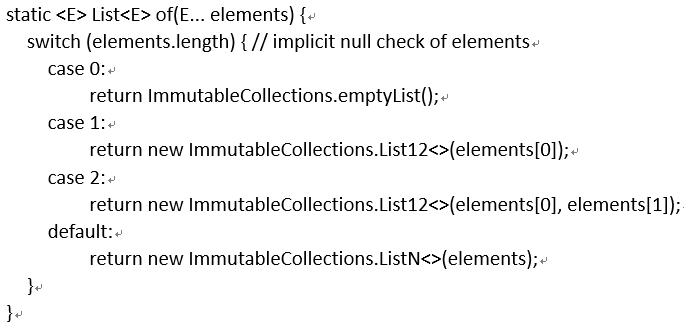 static <E> List<E> of(E... elements) {
switch (elements.length) { // implicit null check of elements
case 0:
return ImmutableCollections.emptyList();
case 1:
return new ImmutableCollections.List12<>(elements[0]);
case 2:
return new ImmutableCollections.List12<>(elements[0], elements[1]);
default:
return new ImmutableCollections.ListN<>(elements);
}
}